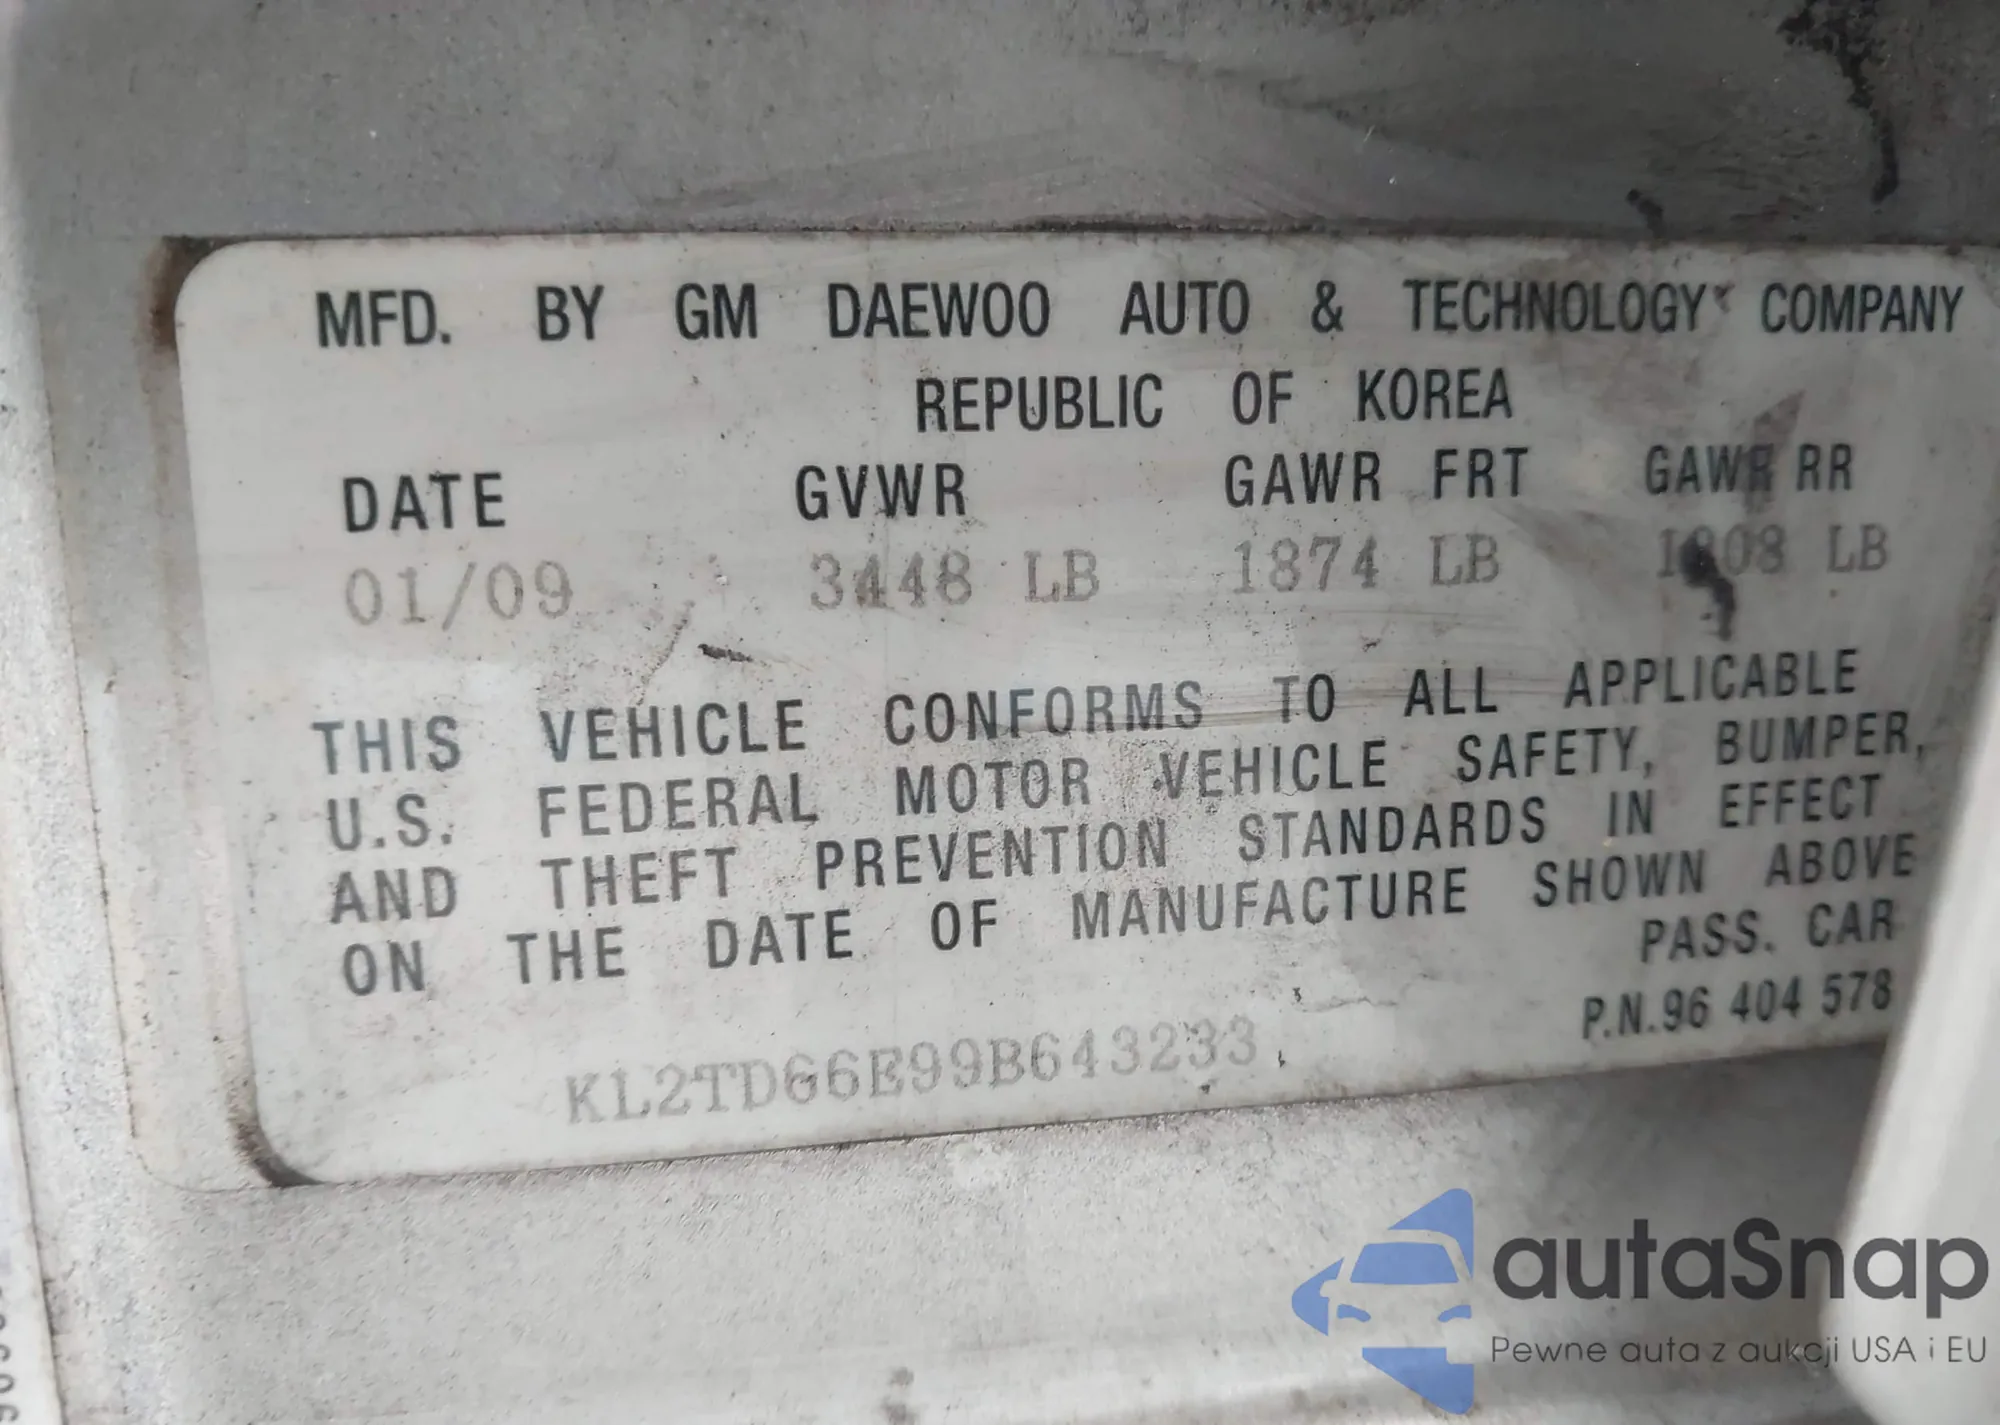 MFD. BY GM DAEWOO AUTO & TECHNOLOGY COMPANY
REPUBLIC OF KOREA
DATE GVWR GAWR FRT GAWR RR
01/09 3448 LB 1874 LB 1808 LB
THIS VEHICLE CONFORMS TO ALL APPLICABLE
U.S. FEDERAL MOTOR VEHICLE SAFETY, BUMPER,
AND THEFT PREVENTION STANDARDS IN EFFECT
ON THE DATE OF MANUFACTURE SHOWN ABOVE
PASS. CAR
P.N.96 404 578
KL2TD66E99B643233
autaSnap
Pewne auta z aukcji USA i EU